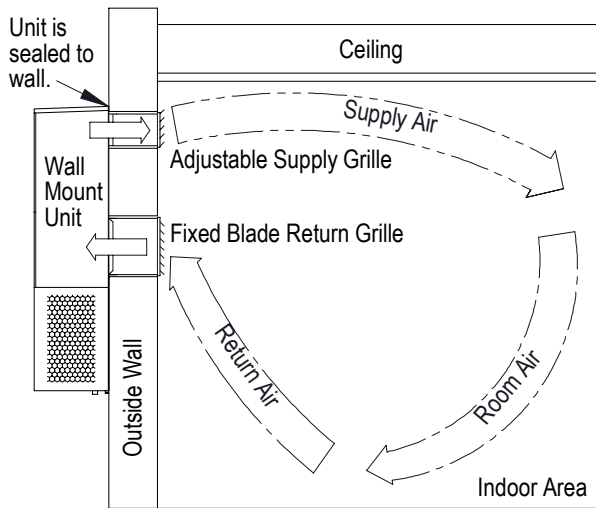 Unit is
sealed to
wall.
Ceiling
Supply Air
Adjustable Supply Grille
Wall
Mount
Unit
Fixed Blade Return Grille
Outside Wall
Return Air
Room Air
Indoor Area